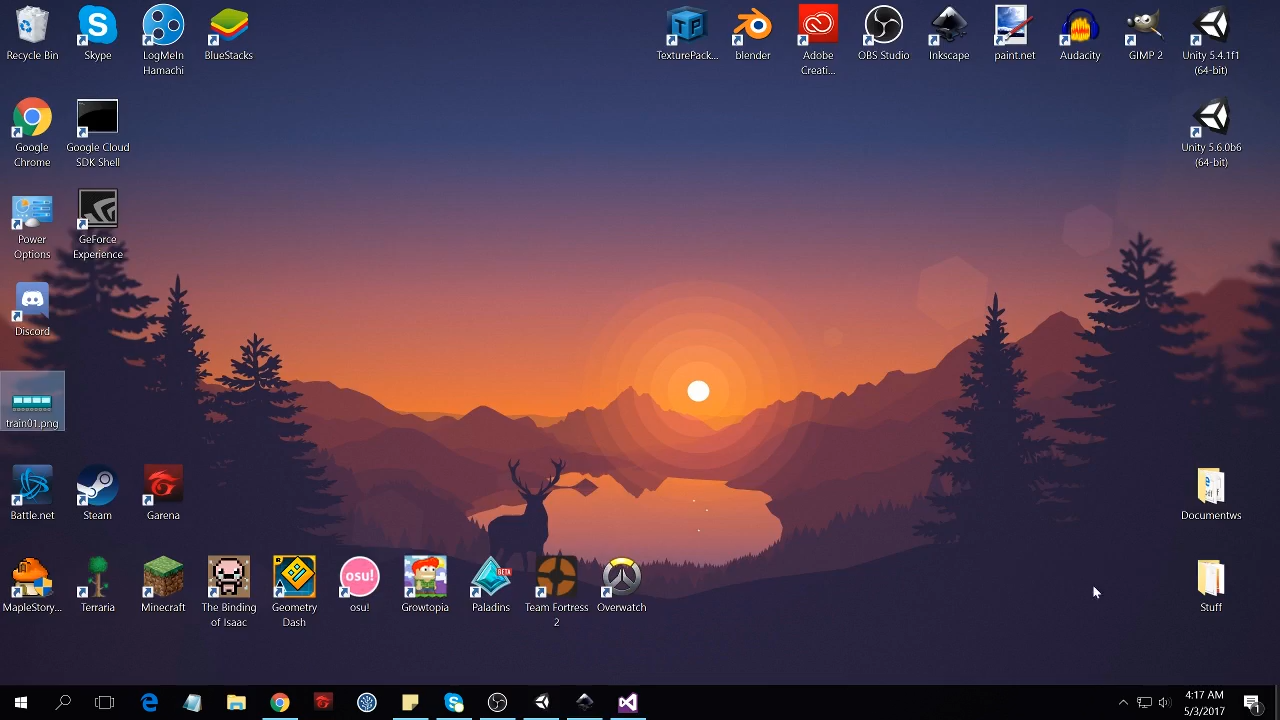 Recycle Bin
Skype
LogMeIn
Hamachi
BlueStacks
TexturePack...
blender
Adobe
Creati...
OBS Studio
Inkscape
paint.net
Audacity
GIMP 2
Unity 5.4.1f1
(64-bit)
Google
Chrome
Google Cloud
SDK Shell
Unity 5.6.0b6
(64-bit)
Power
Options
GeForce
Experience
Discord
train01.png
Battle.net
Steam
Garena
Documentws
osu!
BETA
MapleStory...
Terraria
Minecraft
The Binding
of Isaac
Geometry
Dash
osu!
Growtopia
Paladins
Team Fortress
2
Overwatch
Stuff
4:17 AM
5/3/2017
1